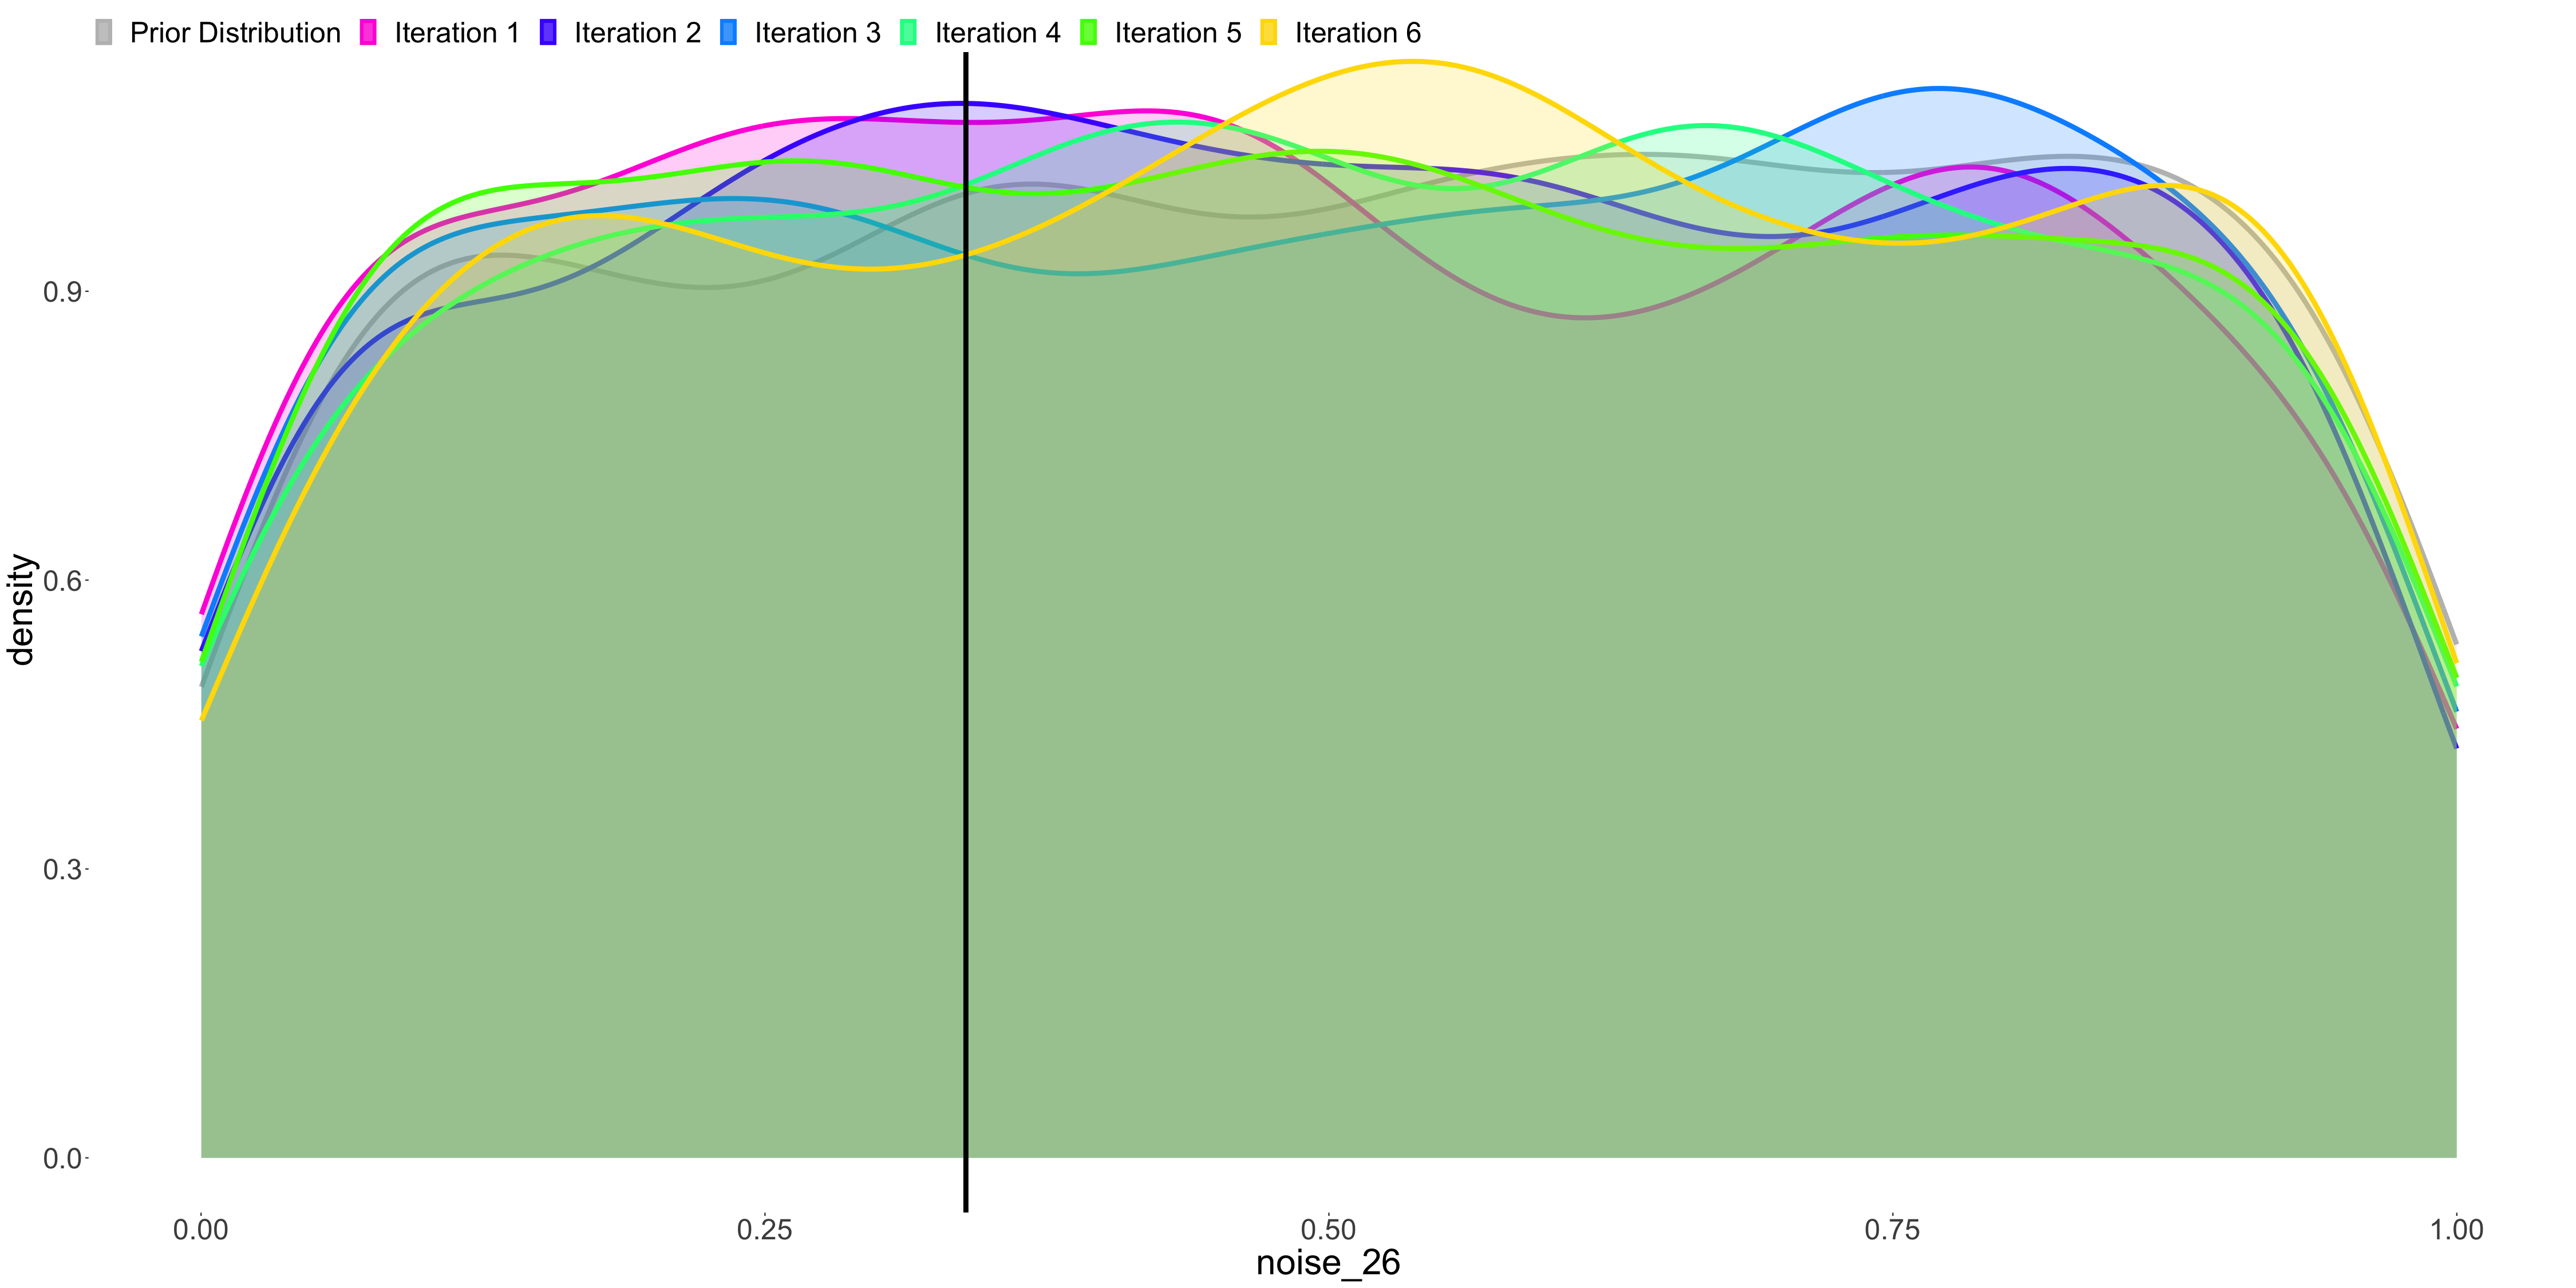 Prior Distribution Iteration 1 Iteration 2 Iteration 3 Iteration 4 Iteration 5 Iteration 6
density
0.9
0.6
0.3
0.0
0.00 0.25 0.50 0.75 1.00
noise_26